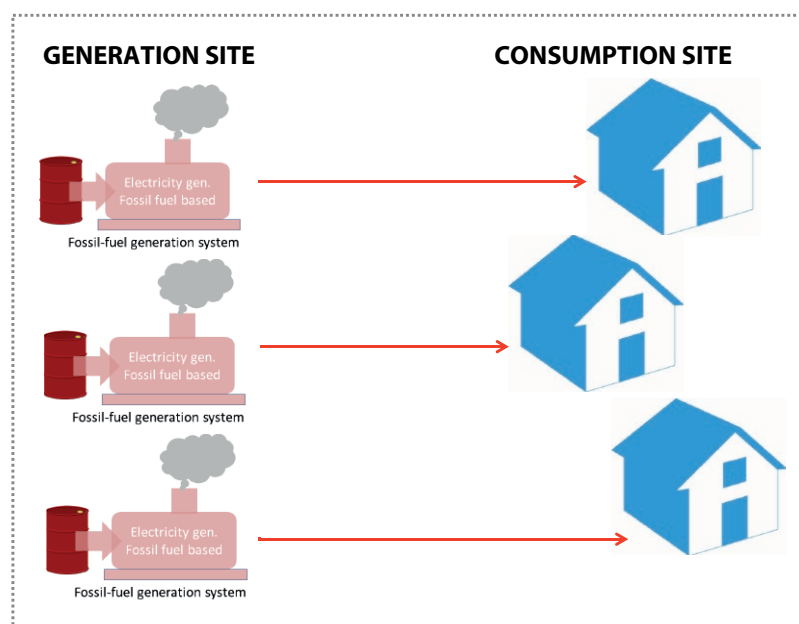 GENERATION SITE
CONSUMPTION SITE
Electricity gen.
Fossil fuel based
Fossil-fuel generation system
Electricity gen.
Fossil fuel based
Fossil-fuel generation system
Electricity gen.
Fossil fuel based
Fossil-fuel generation system